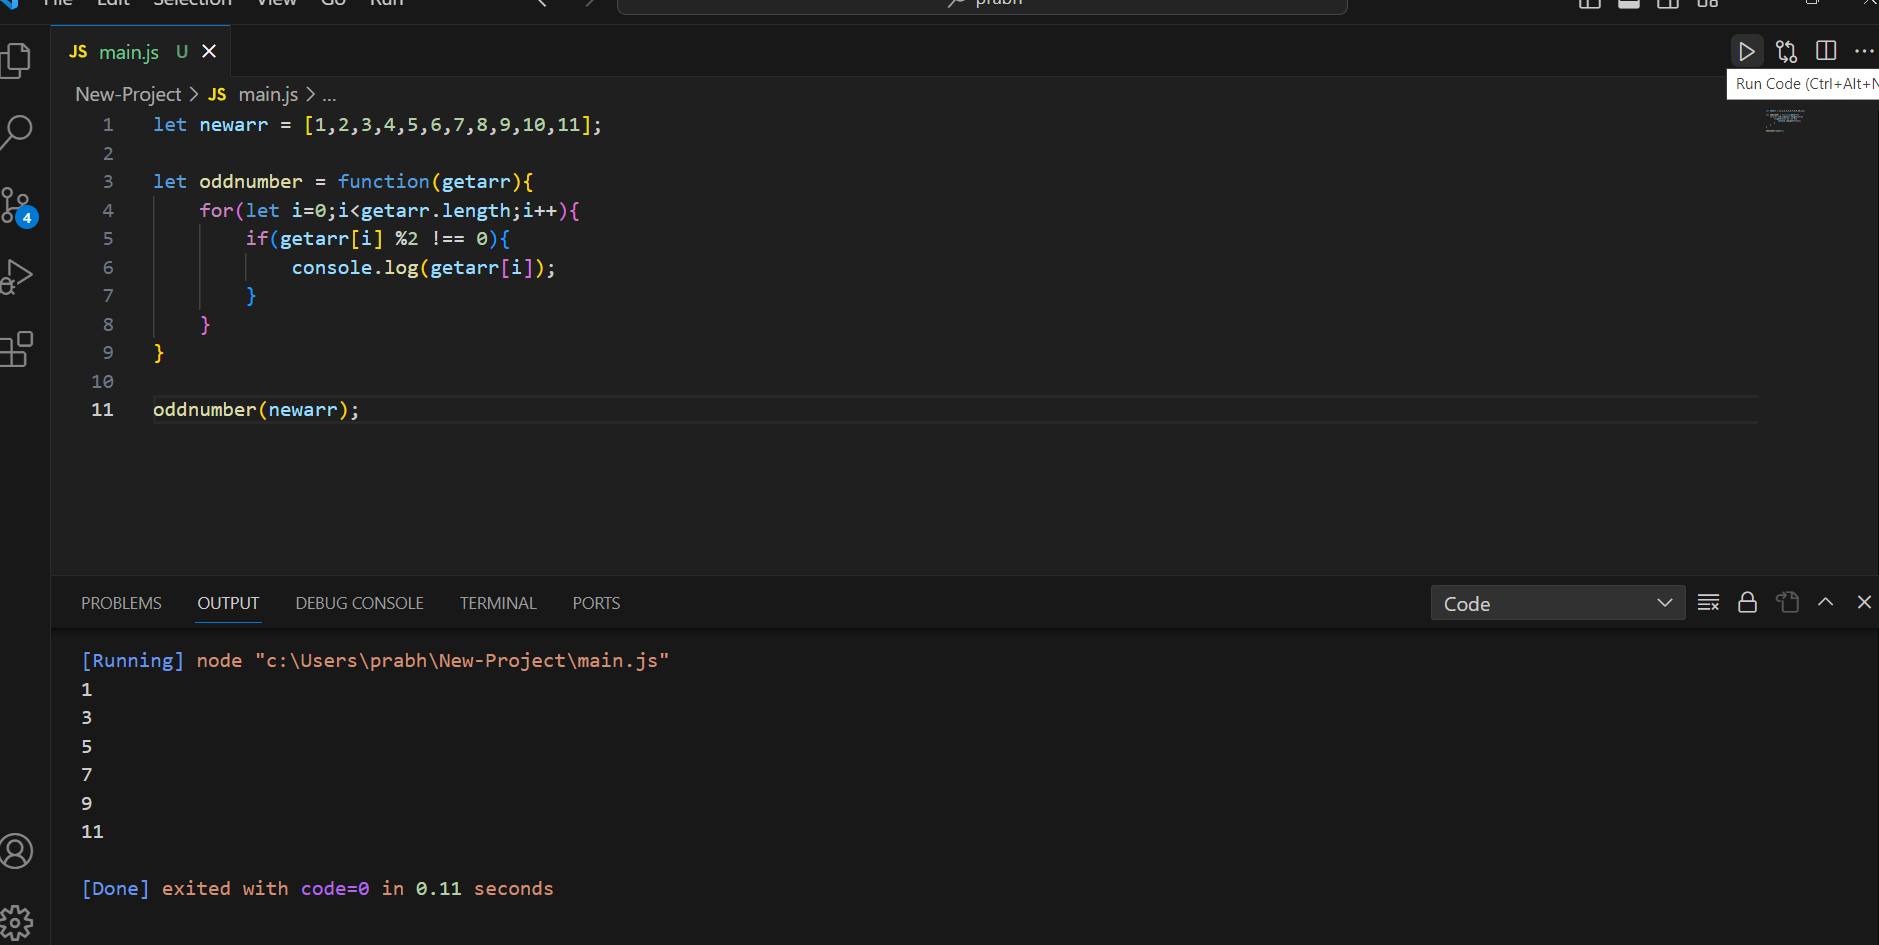 File Edit Selection View Go Run prabh
JS main.js U
Run Code (Ctrl+Alt+N
New-Project > JS main.js > ...
1 let newarr = [1,2,3,4,5,6,7,8,9,10,11];
2
3 let oddnumber = function(getarr){
4 for(let i=0;i<getarr.length;i++){
5 if(getarr[i] %2 !== 0){
6 console.log(getarr[i]);
7 }
8 }
9 }
10
11 oddnumber(newarr);
4
PROBLEMS OUTPUT DEBUG CONSOLE TERMINAL PORTS Code
[Running] node "c:\Users\prabh\New-Project\main.js"
1
3
5
7
9
11
[Done] exited with code=0 in 0.11 seconds